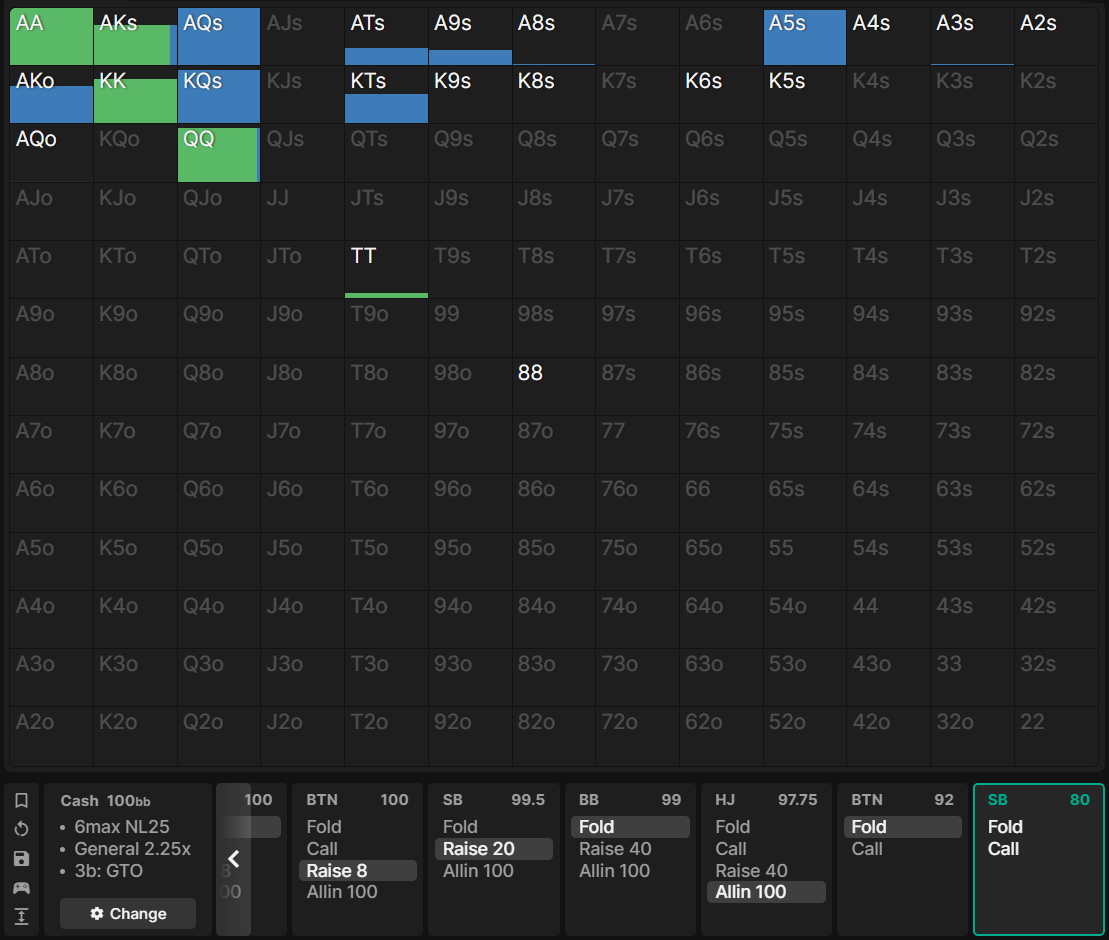 AA AKs AQs AJs ATs A9s A8s A7s A6s A5s A4s A3s A2s
AKo KK KQs KJs KTs K9s K8s K7s K6s K5s K4s K3s K2s
AQo KQo QQ QJs QTs Q9s Q8s Q7s Q6s Q5s Q4s Q3s Q2s
AJo KJo QJo JJ JTs J9s J8s J7s J6s J5s J4s J3s J2s
ATo KTo QTo JTo TT T9s T8s T7s T6s T5s T4s T3s T2s
A9o K9o Q9o J9o T9o 99 98s 97s 96s 95s 94s 93s 92s
A8o K8o Q8o J8o T8o 98o 88 87s 86s 85s 84s 83s 82s
A7o K7o Q7o J7o T7o 97o 87o 77 76s 75s 74s 73s 72s
A6o K6o Q6o J6o T6o 96o 86o 76o 66 65s 64s 63s 62s
A5o K5o Q5o J5o T5o 95o 85o 75o 65o 55 54s 53s 52s
A4o K4o Q4o J4o T4o 94o 84o 74o 64o 54o 44 43s 42s
A3o K3o Q3o J3o T3o 93o 83o 73o 63o 53o 43o 33 32s
A2o K2o Q2o J2o T2o 92o 82o 72o 62o 52o 42o 32o 22
Cash 100bb
• 6max NL25
• General 2.25x
• 3b: GTO
Change
100
8
00
BTN 100
Fold
Call
Raise 8
Allin 100
SB 99.5
Fold
Raise 20
Allin 100
BB 99
Fold
Raise 40
Allin 100
HJ 97.75
Fold
Call
Raise 40
Allin 100
BTN 92
Fold
Call
SB 80
Fold
Call